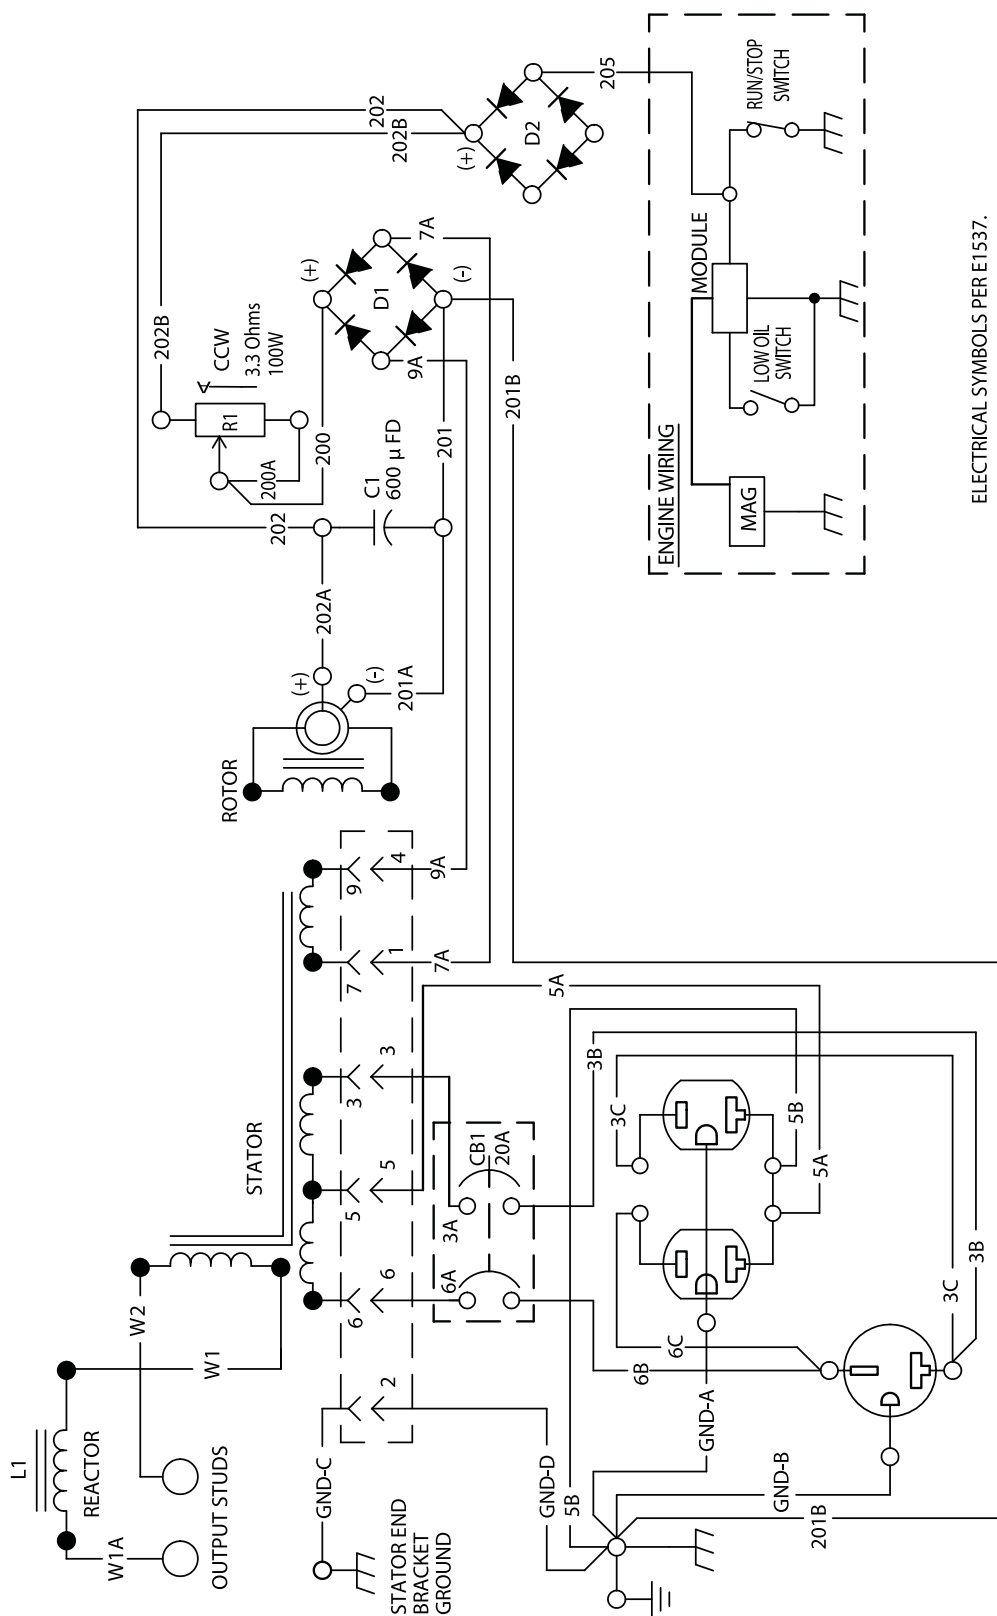 L1
REACTOR
W1A
W2
W1
OUTPUT STUDS
202B
CCW
3.3 Ohms
100W
R1
ROTOR
STATOR
200A
202
(+)
(+)
GND-C
202A
200
6
5
3
7
9
2
6
5
3
1
4
(-)
C1
600 µ FD
D1
202
202B
STATOR END
BRACKET
GROUND
201A
9A
7A
7A
9A
201
6A
3A
(-)
(+)
CB1
20A
201B
D2
GND-D
5A
5B
3B
205
3C
6B
6C
ENGINE WIRING
MODULE
GND-A
MAG
LOW OIL
SWITCH
RUN/STOP
SWITCH
GND-B
5B
201B
5A
3C
3B
ELECTRICAL SYMBOLS PER E1537.